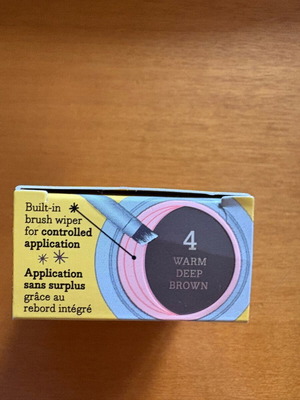 Built-in
brush wiper
for controlled
application
Application
sans surplus
grâce au
rebord intégré
4
WARM
DEEP
BROWN